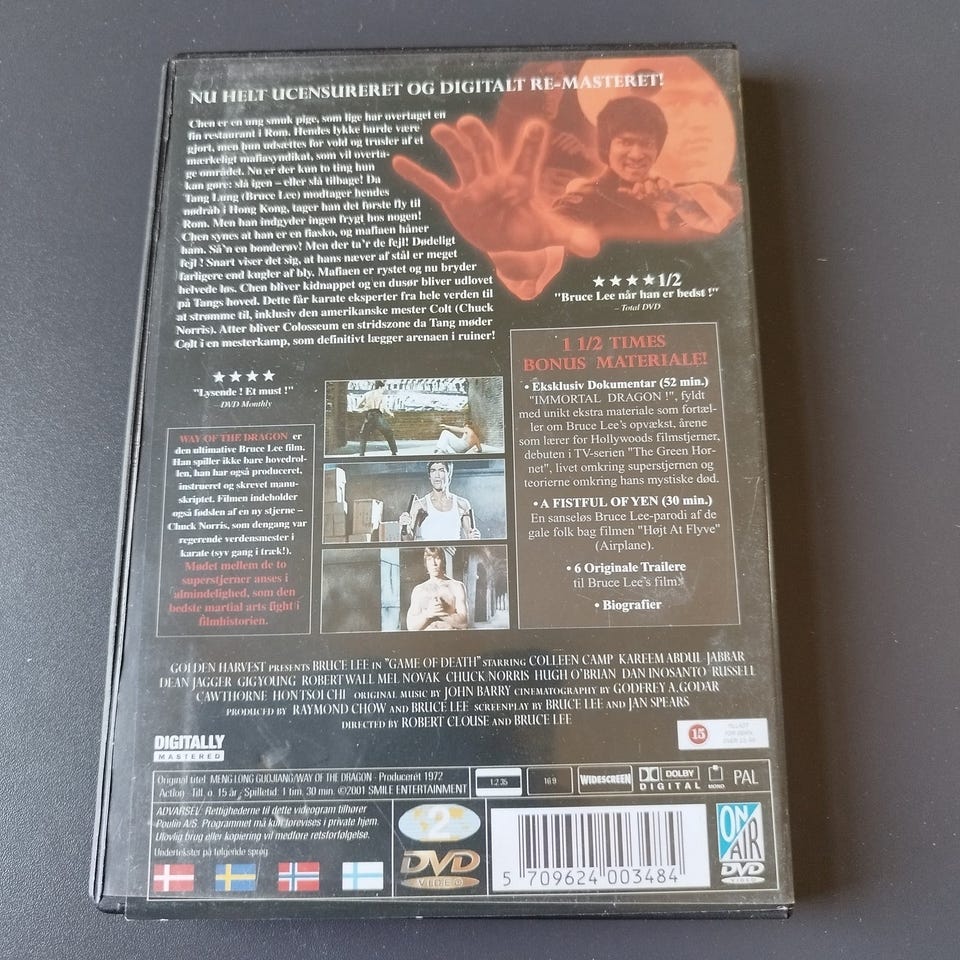 NU HELT UCENSURERET OG DIGITALT RE-MASTERET!
Chen er en ung smuk pige, som lige har overtaget en
fin restaurant i Rom. Hendes lykke burde være
gjort, men hun udsættes for vold og trusler af et
mærkeligt mafiasyndikat, som vil overta-
ge området. Nu er der kun to ting hun
kan gøre: slå igen – eller slå tilbage! Da
Tang Lung (Bruce Lee) modtager hendes
nødråb i Hong Kong, tager han det første fly til
Rom. Men han indgyder ingen frygt hos nogen!
Chen synes at han er en fiasko, og mafiaen håner
ham. Så'n en bonderøv! Men der ta'r de fejl! Dødeligt
fejl ! Snart viser det sig, at hans næver af stål er meget
farligere end kugler af bly. Mafiaen er rystet og nu bryder
helvede løs. Chen bliver kidnappet og en dusør bliver udlovet
på Tangs hoved. Dette får karate eksperter fra hele verden til
at strømme til, inklusiv den amerikanske mester Colt (Chuck
Norris). Atter bliver Colosseum en stridszone da Tang møder
Colt i en mesterkamp, som definitivt lægger arenaen i ruiner!
★★★★1/2
"Bruce Lee når han er bedst !"
– Total DVD
★★★★
"Lysende ! Et must !"
–DVD Monthly
WAY OF THE DRAGON er
den ultimative Bruce Lee film.
Han spiller ikke bare hovedrol-
len, han har også produceret,
instrueret og skrevet manu-
skriptet. Filmen indeholder
også fødslen af en ny stjerne –
Chuck Norris, som dengang var
regerende verdensmester i
karate (syv gang i træk!).
Mødet mellem de to
superstjerner anses i
almindelighed, som den
bedste martial arts fight i
filmhistorien.
1 1/2 TIMES
BONUS MATERIALE!
• Eksklusiv Dokumentar (52 min.)
"IMMORTAL DRAGON !", fyldt
med unikt ekstra materiale som fortæl-
ler om Bruce Lee's opvækst, årene
som lærer for Hollywoods filmstjerner,
debuten i TV-serien "The Green Hor-
net", livet omkring superstjernen og
teorierne omkring hans mystiske død.
• A FISTFUL OF YEN (30 min.)
En sanseløs Bruce Lee-parodi af de
gale folk bag filmen "Højt At Flyve"
(Airplane).
• 6 Originale Trailere
til Bruce Lee's film.
• Biografier
GOLDEN HARVEST PRESENTS BRUCE LEE IN "GAME OF DEATH" STARRING COLLEEN CAMP KAREEM ABDUL JABBAR
DEAN JAGGER GIG YOUNG ROBERT WALL MEL NOVAK CHUCK NORRIS HUGH O'BRIAN DAN INOSANTO RUSSELL
CAWTHORNE HON TSOI CHI ORIGINAL MUSIC BY JOHN BARRY CINEMATOGRAPHY BY GODFREY A.GODAR
PRODUCED BY RAYMOND CHOW AND BRUCE LEE SCREENPLAY BY BRUCE LEE AND JAN SPEARS
DIRECTED BY ROBERT CLOUSE AND BRUCE LEE
15
TILLADT
FOR BØRN
OVER 15 ÅR
DIGITALLY
MASTERED
Original titel: MENG LONG GUOJIANG/WAY OF THE DRAGON - Produceret 1972
Action - Till. o. 15 år - Spilletid: 1 tim, 30 min. ©2001 SMILE ENTERTAINMENT
1:2.35
16:9
WIDESCREEN
DOLBY
DIGITAL
MONO
PAL
ADVARSEL: Rettighederne til dette videogram tilhører
Poulin A/S. Programmet må kun forevises i private hjem.
Ulovlig brug eller kopiering vil medføre retsforfølgelse.
Undertekster på følgende sprog
2
DVD
VIDEO
5 709624 003484
ON
AIR
DVD
VIDEO